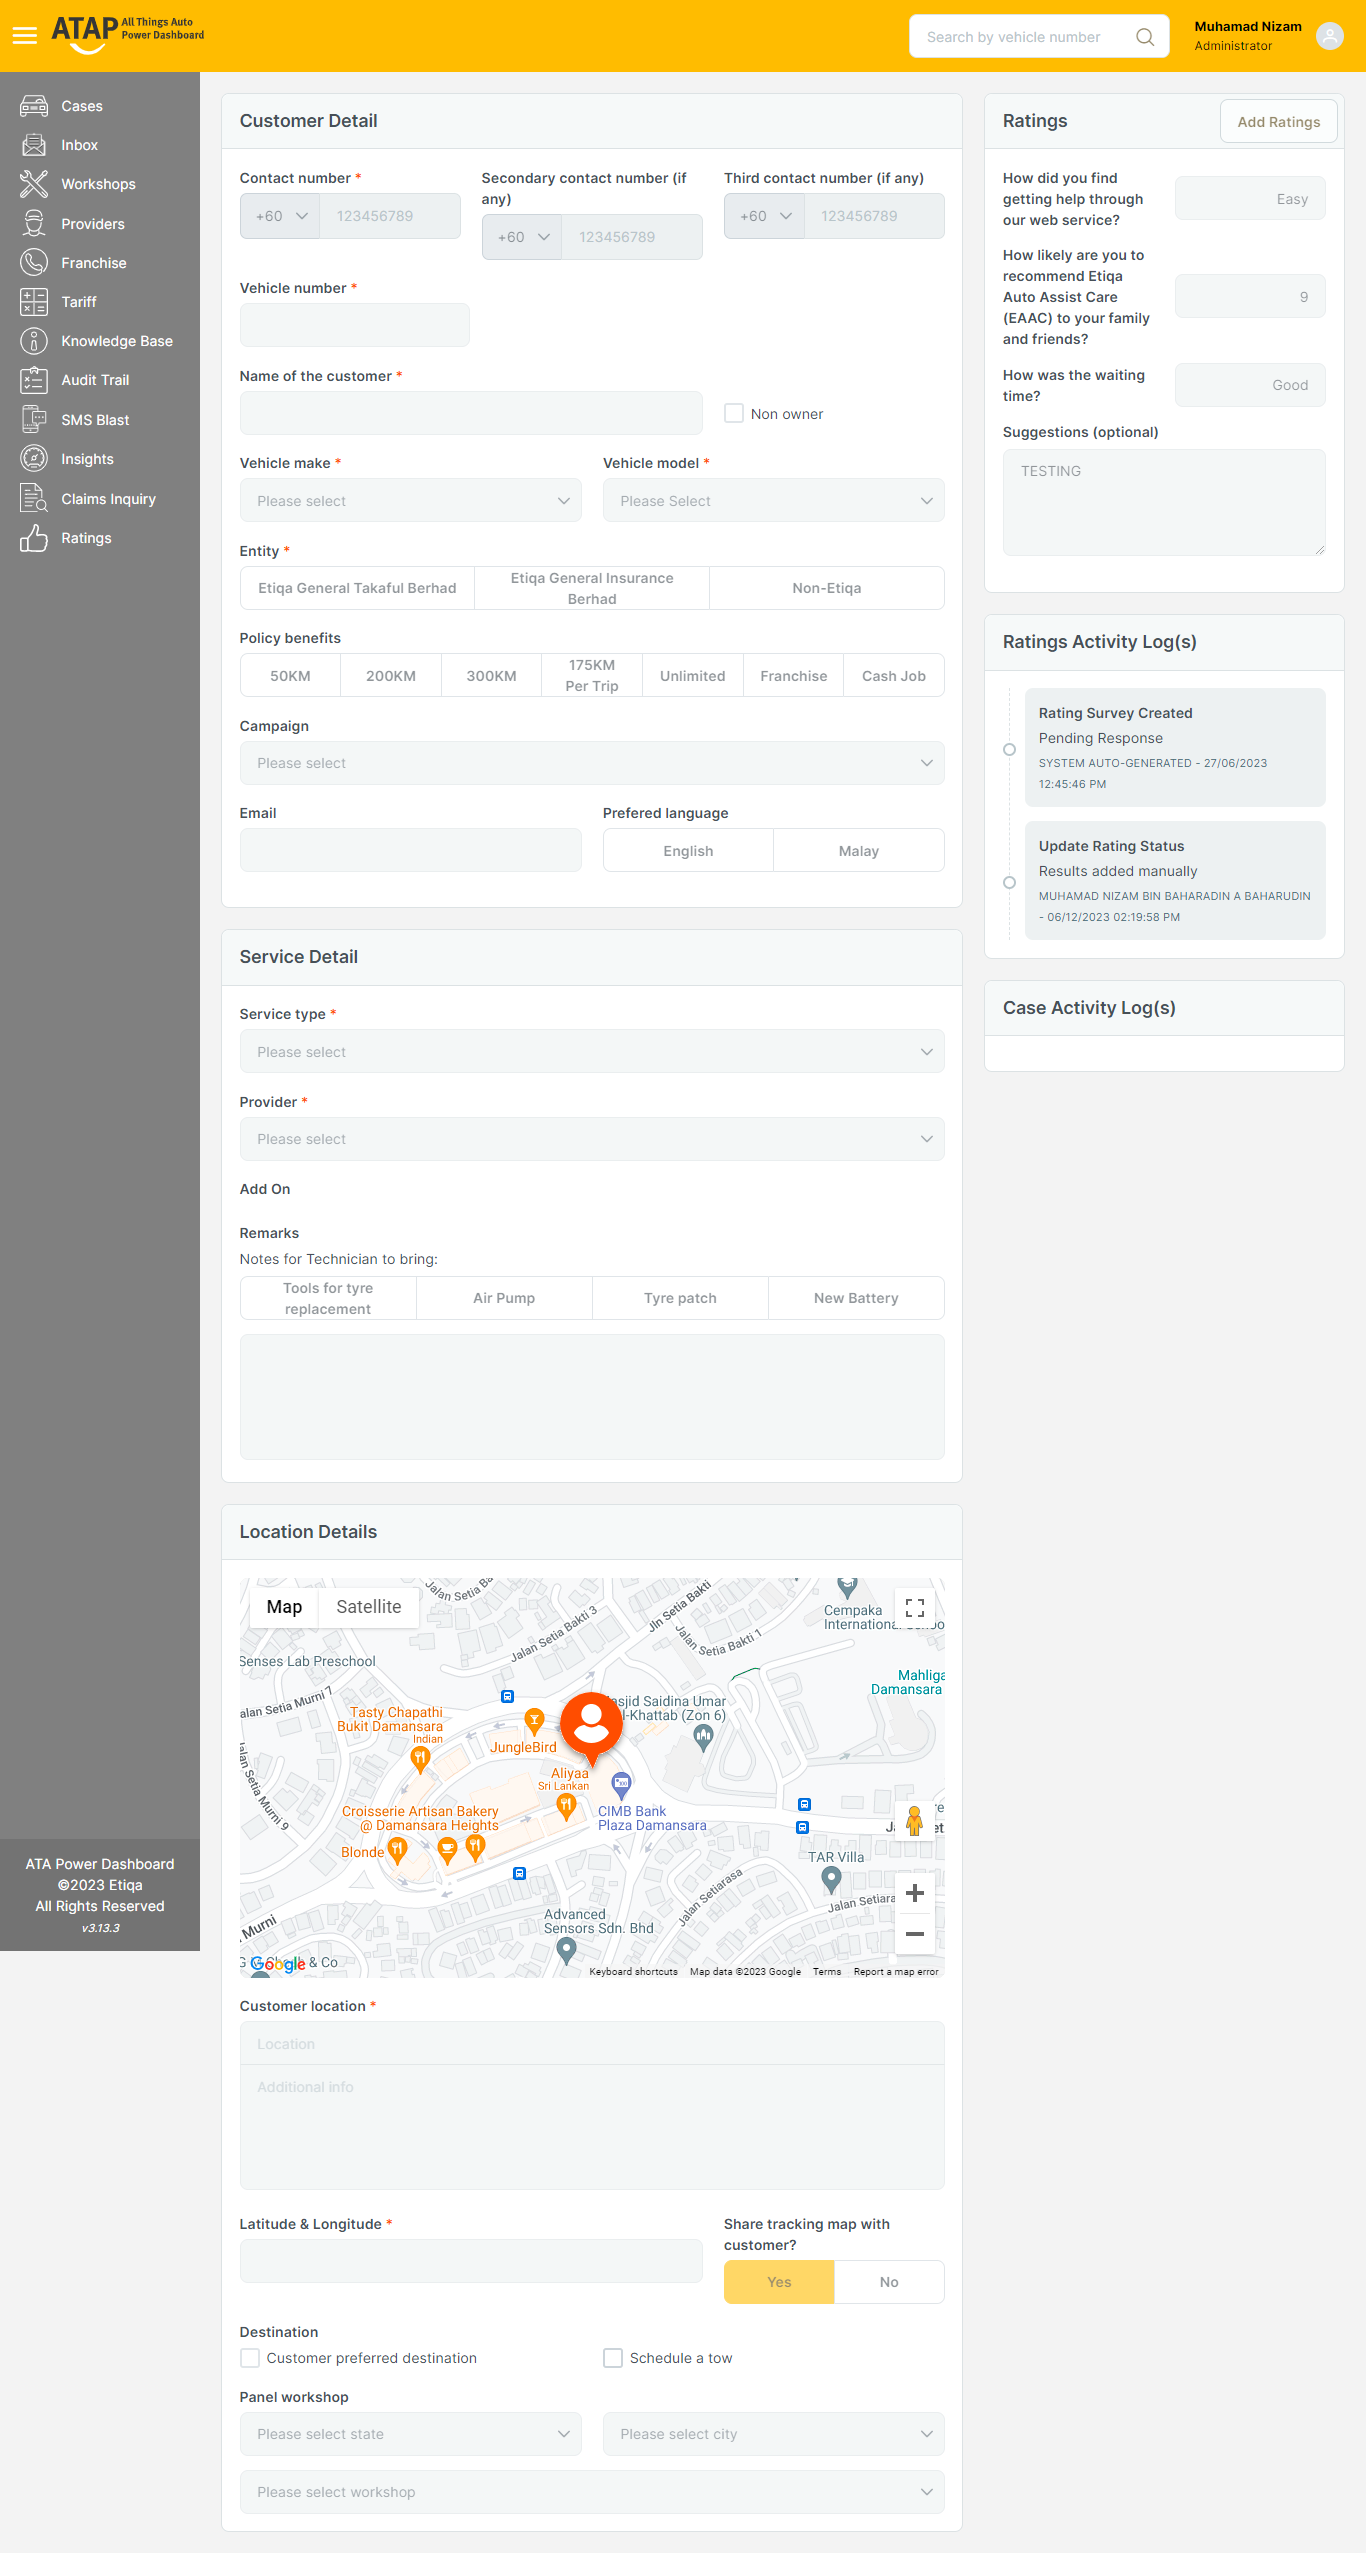 ATAP All Things Auto
Power Dashboard
Search by vehicle number
Muhamad Nizam
Administrator
Cases
Inbox
Workshops
Providers
Franchise
Tariff
Knowledge Base
Audit Trail
SMS Blast
Insights
Claims Inquiry
Ratings
ATA Power Dashboard
©2023 Etiqa
All Rights Reserved
v3.13.3
Customer Detail
Contact number *
+60 123456789
Secondary contact number (if
any)
+60 123456789
Third contact number (if any)
+60 123456789
Vehicle number *
Name of the customer *
Non owner
Vehicle make *
Please select
Vehicle model *
Please Select
Entity *
Etiqa General Takaful Berhad
Etiqa General Insurance
Berhad
Non-Etiqa
Policy benefits
50KM
200KM
300KM
175KM
Per Trip
Unlimited
Franchise
Cash Job
Campaign
Please select
Email
Prefered language
English
Malay
Service Detail
Service type *
Please select
Provider *
Please select
Add On
Remarks
Notes for Technician to bring:
Tools for tyre
replacement
Air Pump
Tyre patch
New Battery
Location Details
Map
Satellite
Jalan Setia Ba
Jalan Setia Bakti 3
Jln Setia Bakti
Jalan Setia Bakti 1
Cempaka
International
Senses Lab Preschool
Mahliga
Damansara
alan Setia Murni 7
Tasty Chapathi
Bukit Damansara
Indian
JungleBird
asjid Saidina Umar
l-Khattab (Zon 6)
Jalan Setia Murni 9
Aliyaa
Sri Lankan
CIMB Bank
Plaza Damansara
Croisserie Artisan Bakery
@ Damansara Heights
Blonde
TAR Villa
Jalan Setiarasa
Jalan Setiara
Advanced
Sensors Sdn. Bhd
Murni
& Co
Google
Keyboard shortcuts
Map data ©2023 Google
Terms
Report a map error
Customer location *
Location
Additional info
Latitude & Longitude *
Share tracking map with
customer?
Yes
No
Destination
Customer preferred destination
Schedule a tow
Panel workshop
Please select state
Please select city
Please select workshop
Ratings
Add Ratings
How did you find
getting help through
our web service?
Easy
How likely are you to
recommend Etiqa
Auto Assist Care
(EAAC) to your family
and friends?
9
How was the waiting
time?
Good
Suggestions (optional)
TESTING
Ratings Activity Log(s)
Rating Survey Created
Pending Response
SYSTEM AUTO-GENERATED - 27/06/2023
12:45:46 PM
Update Rating Status
Results added manually
MUHAMAD NIZAM BIN BAHARADIN A BAHARUDIN
- 06/12/2023 02:19:58 PM
Case Activity Log(s)